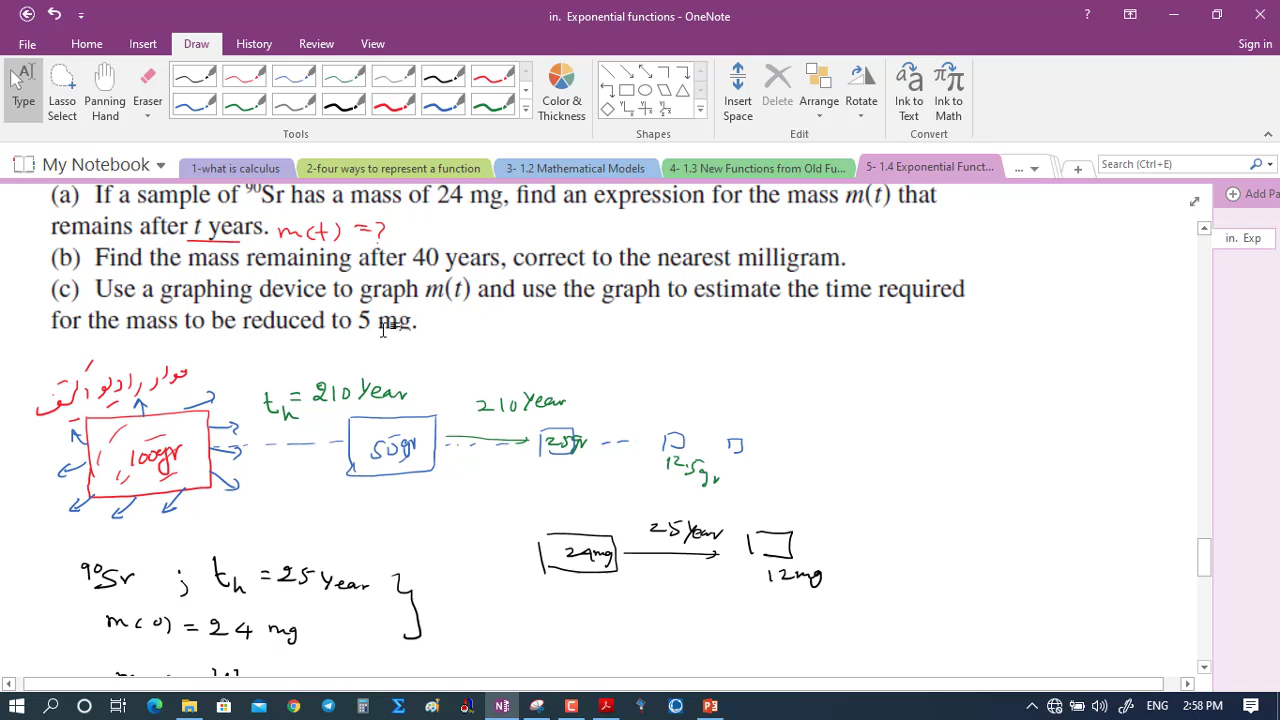 in. Exponential functions - OneNote
Sign in
File
Home
Insert
Draw
History
Review
View
Type
Lasso Select
Panning Hand
Eraser
Color & Thickness
Insert Space
Delete
Arrange
Rotate
Ink to Text
Ink to Math
Tools
Shapes
Edit
Convert
My Notebook
1-what is calculus
2-four ways to represent a function
3- 1.2 Mathematical Models
4- 1.3 New Functions from Old Fu...
5- 1.4 Exponential Funct...
...
Search (Ctrl+E)
Add
in. Exp
(a) If a sample of ⁹⁰Sr has a mass of 24 mg, find an expression for the mass m(t) that
remains after t years. m(t) = ?
(b) Find the mass remaining after 40 years, correct to the nearest milligram.
(c) Use a graphing device to graph m(t) and use the graph to estimate the time required
for the mass to be reduced to 5 mg.
t_h = 210 Year
210 Year
100gr
50gr
25gr
12.5gr
25 Year
24mg
12mg
⁹⁰Sr ; t_h = 25 Year
m(0) = 24 mg
ENG
2:58 PM